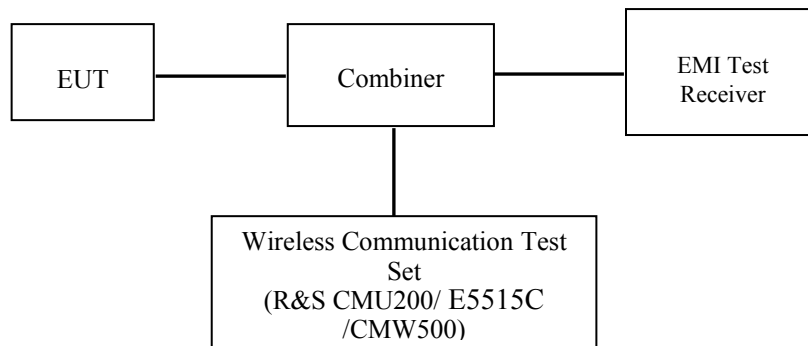 EUT
Combiner
EMI Test
Receiver
Wireless Communication Test
Set
(R&S CMU200/ E5515C
/CMW500)